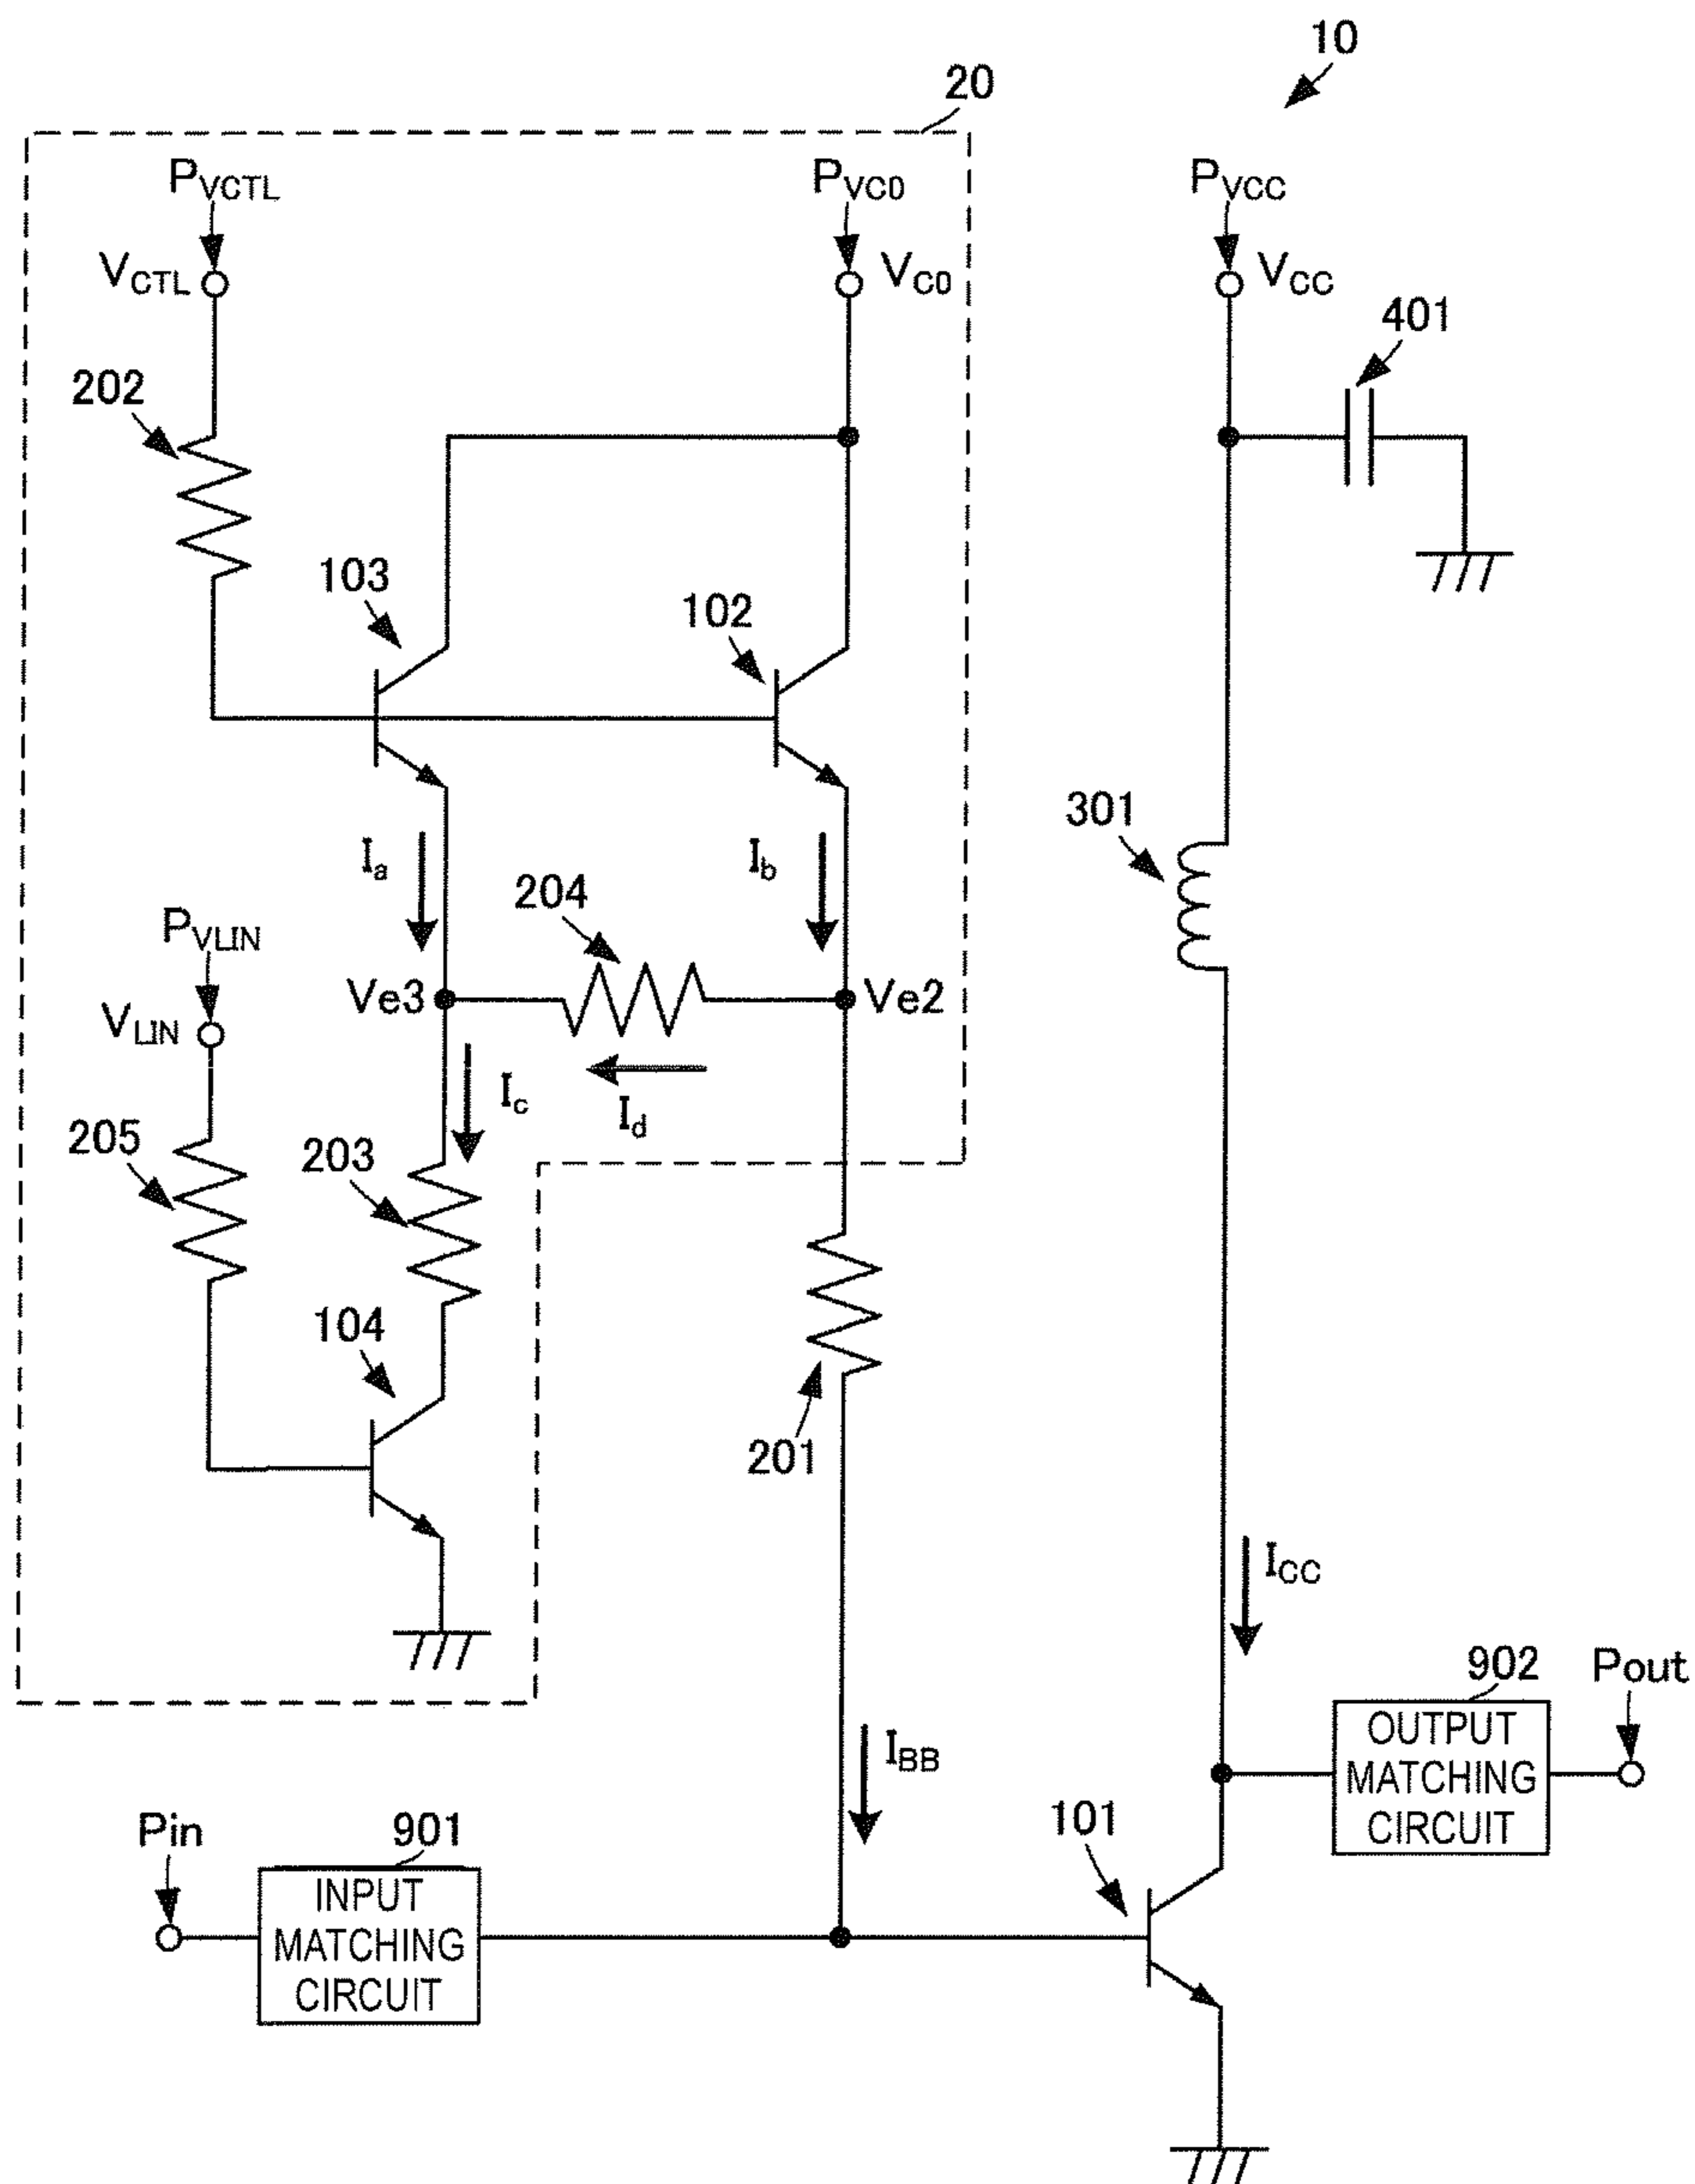 10
20
PVCTL
PVC0
PVCC
VCTL
VC0
VCC
401
202
103
102
301
Ia
Ib
204
PVLIN
Ve3
Ve2
VLIN
Ic
Id
205
203
104
201
ICC
902
Pout
OUTPUT
MATCHING
CIRCUIT
IBB
101
Pin
901
INPUT
MATCHING
CIRCUIT